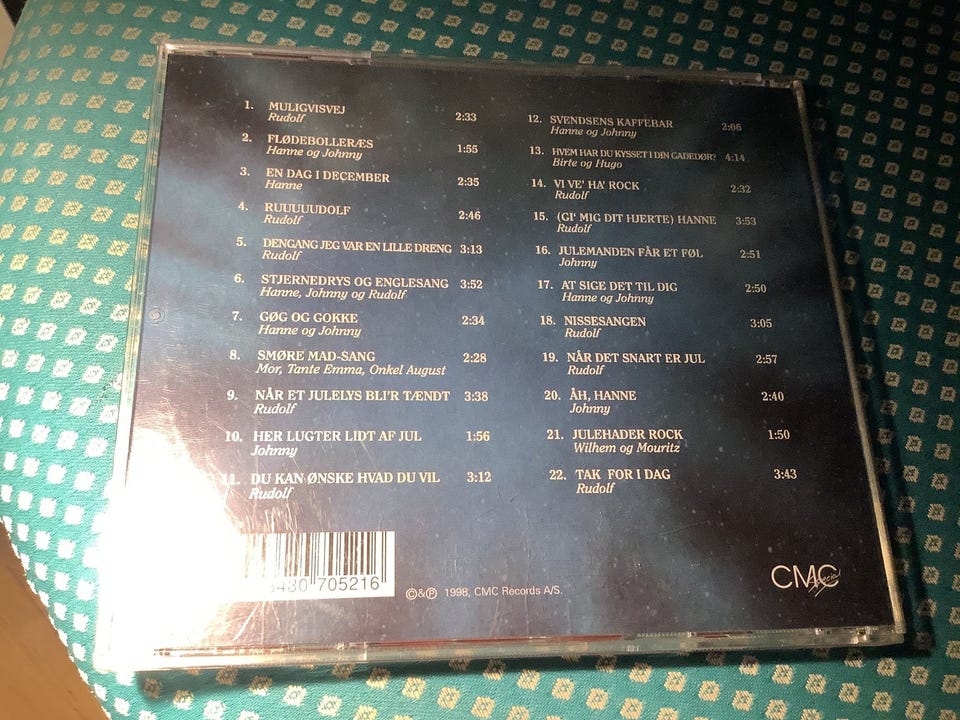 1. MULIGVISVEJ 2:33
Rudolf
2. FLØDEBOLLERÆS 1:55
Hanne og Johnny
3. EN DAG I DECEMBER 2:35
Hanne
4. RUUUUUDOLF 2:46
Rudolf
5. DENGANG JEG VAR EN LILLE DRENG 3:13
Rudolf
6. STJERNEDRYS OG ENGLESANG 3:52
Hanne, Johnny og Rudolf
7. GØG OG GOKKE 2:34
Hanne og Johnny
8. SMØRE MAD-SANG 2:28
Mor, Tante Emma, Onkel August
9. NÅR ET JULELYS BLI'R TÆNDT 3:38
Rudolf
10. HER LUGTER LIDT AF JUL 1:56
Johnny
11. DU KAN ØNSKE HVAD DU VIL 3:12
Rudolf
12. SVENDSENS KAFFEBAR 2:06
Hanne og Johnny
13. HVEM HAR DU KYSSET I DIN GADEDØR? 4:14
Birte og Hugo
14. VI VE' HA' ROCK 2:32
Rudolf
15. (GI' MIG DIT HJERTE) HANNE 3:53
Rudolf
16. JULEMANDEN FÅR ET FØL 2:51
Johnny
17. AT SIGE DET TIL DIG 2:50
Hanne og Johnny
18. NISSESANGEN 3:05
Rudolf
19. NÅR DET SNART ER JUL 2:57
Rudolf
20. ÅH, HANNE 2:40
Johnny
21. JULEHADER ROCK 1:50
Wilhem og Mouritz
22. TAK FOR I DAG 3:43
Rudolf
705216
©&℗ 1998, CMC Records A/S.
CMC